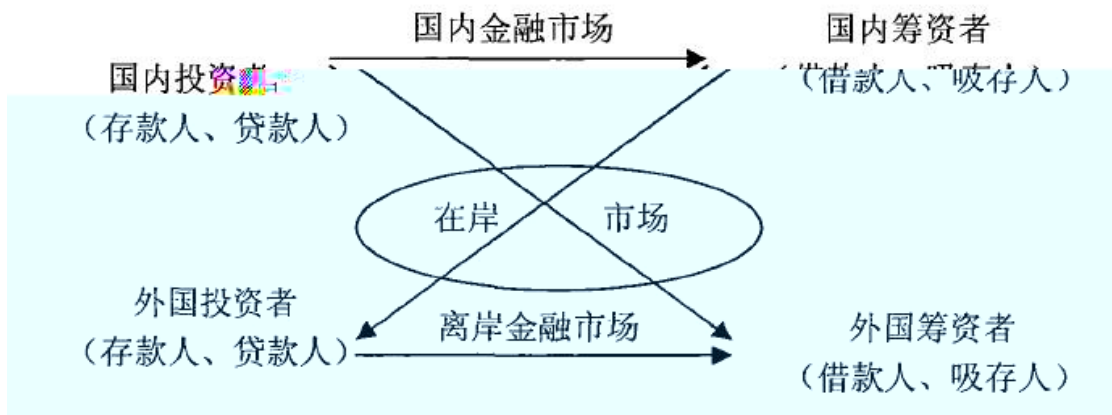 国内金融市场
国内筹资者
国内投资者
（借款人、吸存人）
（存款人、贷款人）
在岸 市场
外国投资者
离岸金融市场
外国筹资者
（存款人、贷款人）
（借款人、吸存人）